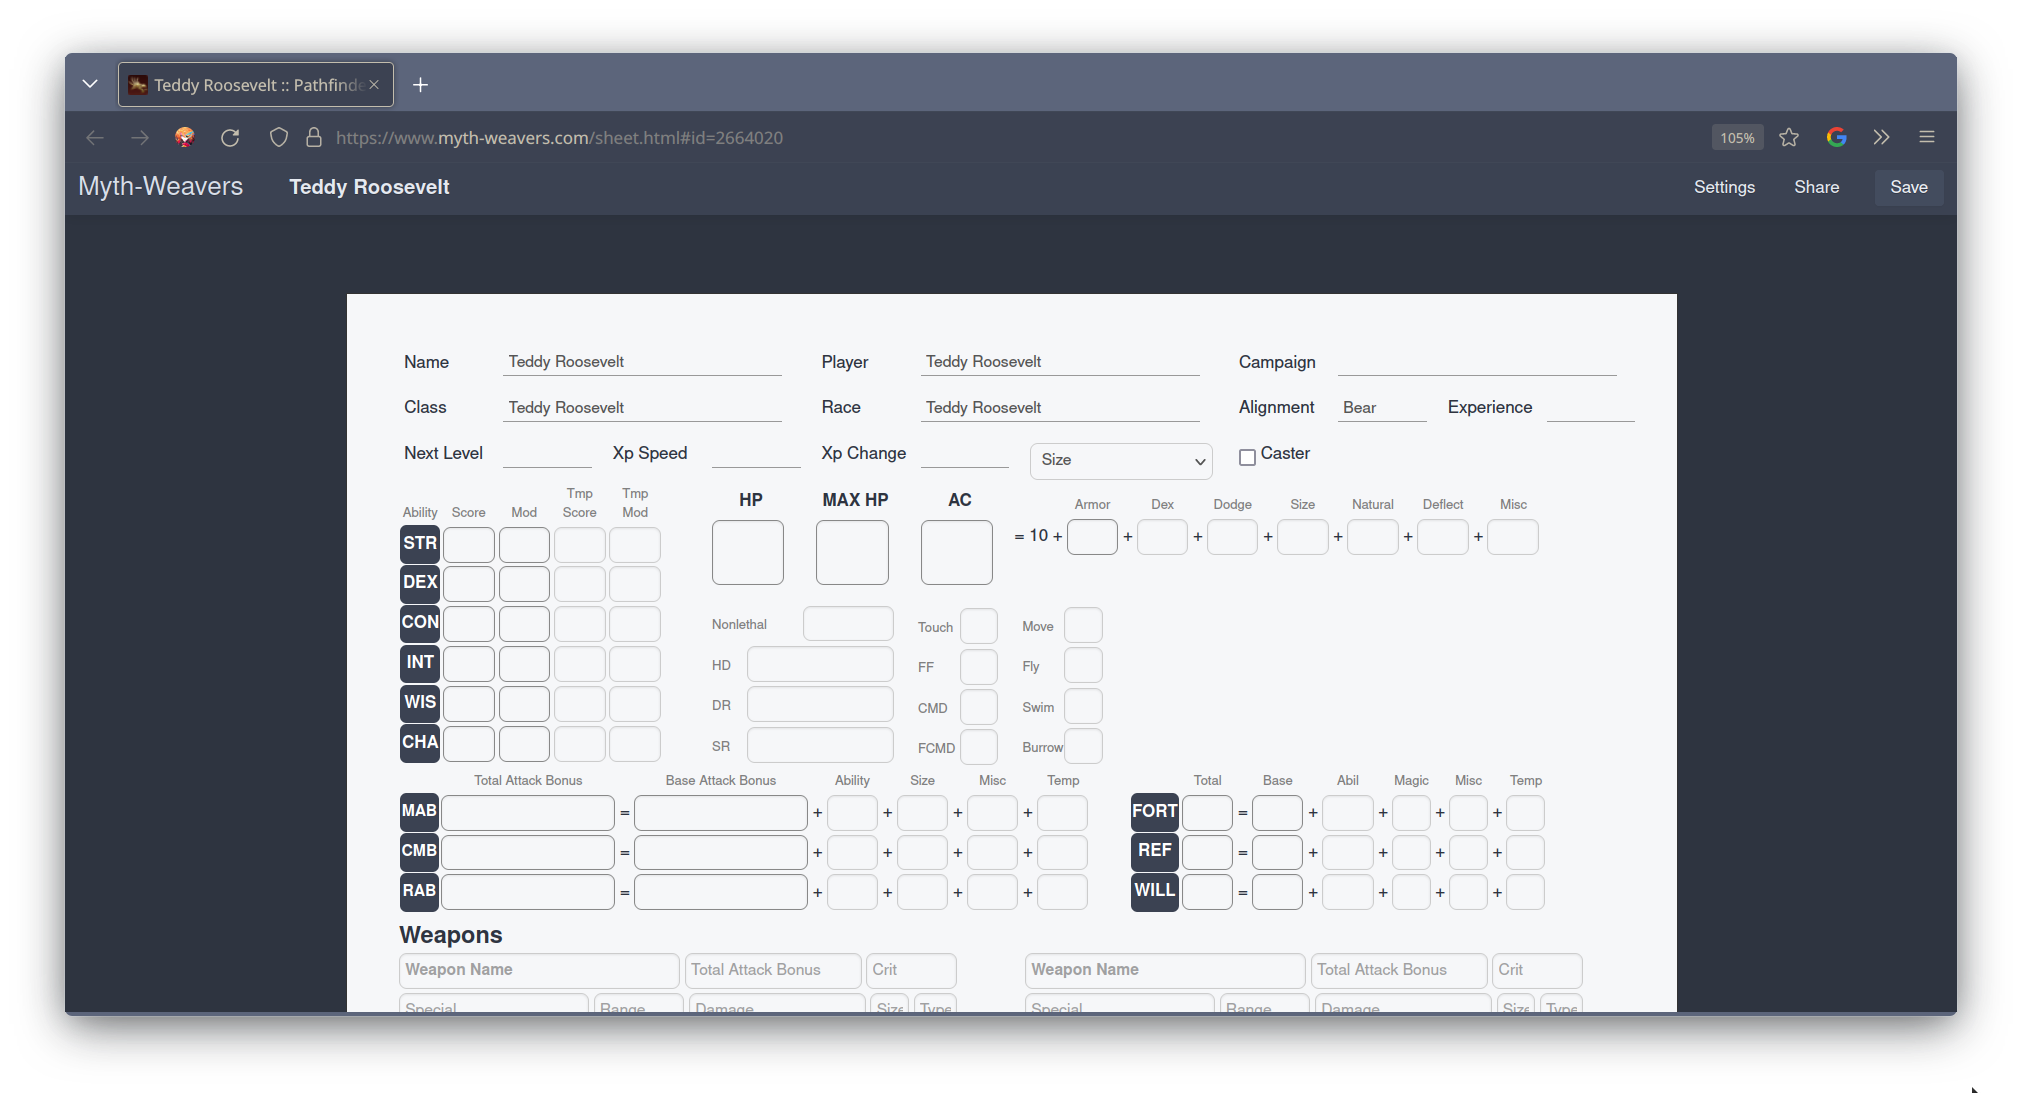 Teddy Roosevelt :: Pathfinde
https://www.myth-weavers.com/sheet.html#id=2664020
105%
Myth-Weavers Teddy Roosevelt Settings Share Save
Name Teddy Roosevelt Player Teddy Roosevelt Campaign
Class Teddy Roosevelt Race Teddy Roosevelt Alignment Bear Experience
Next Level Xp Speed Xp Change Size Caster
Ability Score Mod Tmp Score Tmp Mod
HP MAX HP AC Armor Dex Dodge Size Natural Deflect Misc
= 10 + + + + + + +
STR
DEX
CON
INT
WIS
CHA
Nonlethal Touch Move
HD FF Fly
DR CMD Swim
SR FCMD Burrow
Total Attack Bonus Base Attack Bonus Ability Size Misc Temp Total Base Abil Magic Misc Temp
MAB = + + + + FORT = + + + +
CMB = + + + + REF = + + + +
RAB = + + + + WILL = + + + +
Weapons
Weapon Name Total Attack Bonus Crit Weapon Name Total Attack Bonus Crit
Special Range Damage Size Type Special Range Damage Size Type